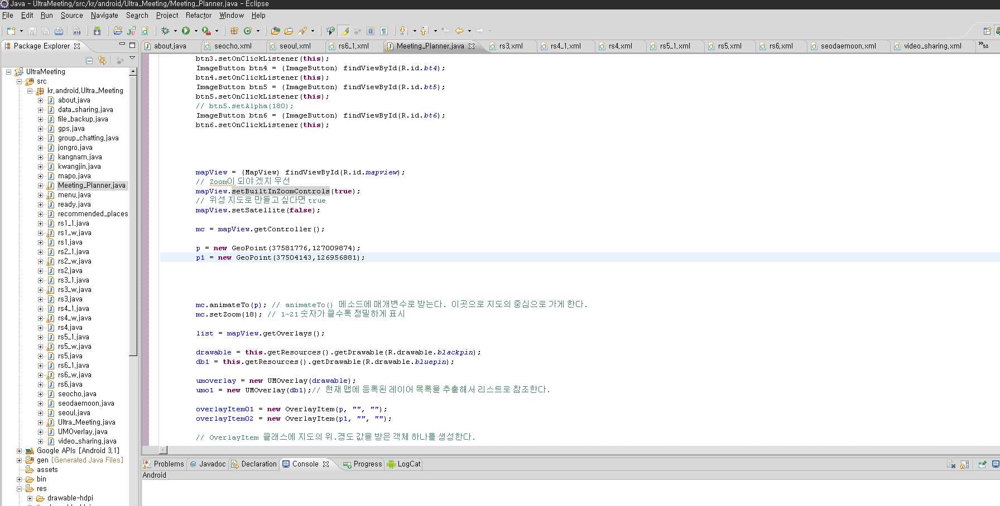 Java - UltraMeeting/src/kr/android/Ultra_Meeting/Meeting_Planner.java - Eclipse
File Edit Run Source Navigate Search Project Refactor Window Help
Package Explorer
about.java seocho.xml seoul.xml rs6_1.xml Meeting_Planner.java rs3.xml rs4_1.xml rs4.xml rs5_1.xml rs5.xml rs6.xml seodaemoon.xml video_sharing.xml »53
UltraMeeting
src
kr.android.Ultra_Meeting
about.java
data_sharing.java
file_backup.java
gps.java
group_chatting.java
jongro.java
kangnam.java
kwangjin.java
mapo.java
Meeting_Planner.java
menu.java
ready.java
recommended_places
rs1_1.java
rs1_w.java
rs1.java
rs2_1.java
rs2_w.java
rs2.java
rs3_1.java
rs3_w.java
rs3.java
rs4_1.java
rs4_w.java
rs4.java
rs5_1.java
rs5_w.java
rs5.java
rs6_1.java
rs6_w.java
rs6.java
seocho.java
seodaemoon.java
seoul.java
Ultra_Meeting.java
UMOverlay.java
video_sharing.java
Google APIs [Android 3.1]
gen [Generated Java Files]
assets
bin
res
drawable-hdpi
btn3.setOnClickListener(this);
ImageButton btn4 = (ImageButton) findViewById(R.id.bt4);
btn4.setOnClickListener(this);
ImageButton btn5 = (ImageButton) findViewById(R.id.bt5);
btn5.setOnClickListener(this);
// btn5.setAlpha(180);
ImageButton btn6 = (ImageButton) findViewById(R.id.bt6);
btn6.setOnClickListener(this);
mapView = (MapView) findViewById(R.id.mapview);
// Zoom이 되야 겠지 우선
mapView.setBuiltInZoomControls(true);
// 위성 지도로 만들고 싶다면 true
mapView.setSatellite(false);
mc = mapView.getController();
p = new GeoPoint(37581776,127009874);
p1 = new GeoPoint(37504143,126956881);
mc.animateTo(p); // animateTo() 메소드에 매개변수로 받는다. 이곳으로 지도의 중심으로 가게 한다.
mc.setZoom(18); // 1~21 숫자가 클수록 정밀하게 표시
list = mapView.getOverlays();
drawable = this.getResources().getDrawable(R.drawable.blackpin);
db1 = this.getResources().getDrawable(R.drawable.bluepin);
umoverlay = new UMOverlay(drawable);
umo1 = new UMOverlay(db1);// 현재 맵에 등록된 레이어 목록을 추출해서 리스트로 참조한다.
overlayItem01 = new OverlayItem(p, "", "");
overlayItem02 = new OverlayItem(p1, "", "");
// OverlayItem 클래스에 지도의 위.경도 값을 받은 객체 하나를 생성한다.
Problems @ Javadoc Declaration Console Progress LogCat
Android